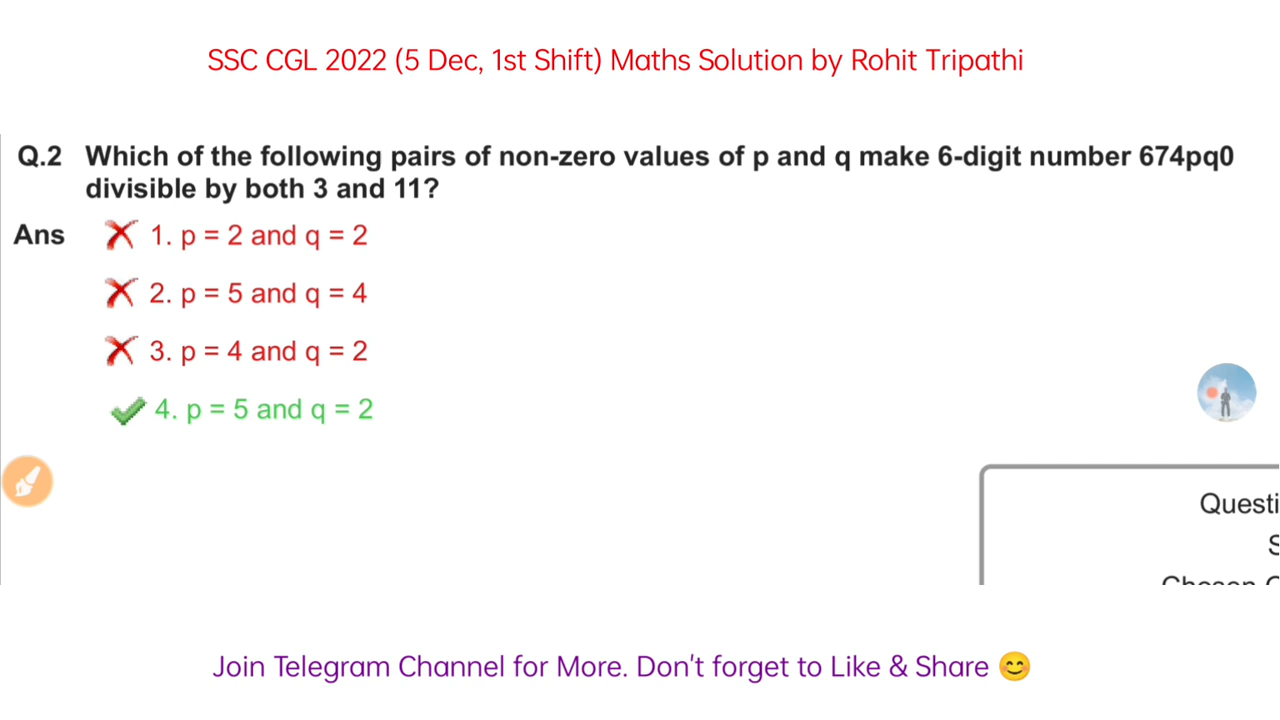 SSC CGL 2022 (5 Dec, 1st Shift) Maths Solution by Rohit Tripathi
Q.2 Which of the following pairs of non-zero values of p and q make 6-digit number 674pq0
divisible by both 3 and 11?
Ans 1. p = 2 and q = 2
2. p = 5 and q = 4
3. p = 4 and q = 2
4. p = 5 and q = 2
Questi
S
Chosen C
Join Telegram Channel for More. Don't forget to Like & Share 😊